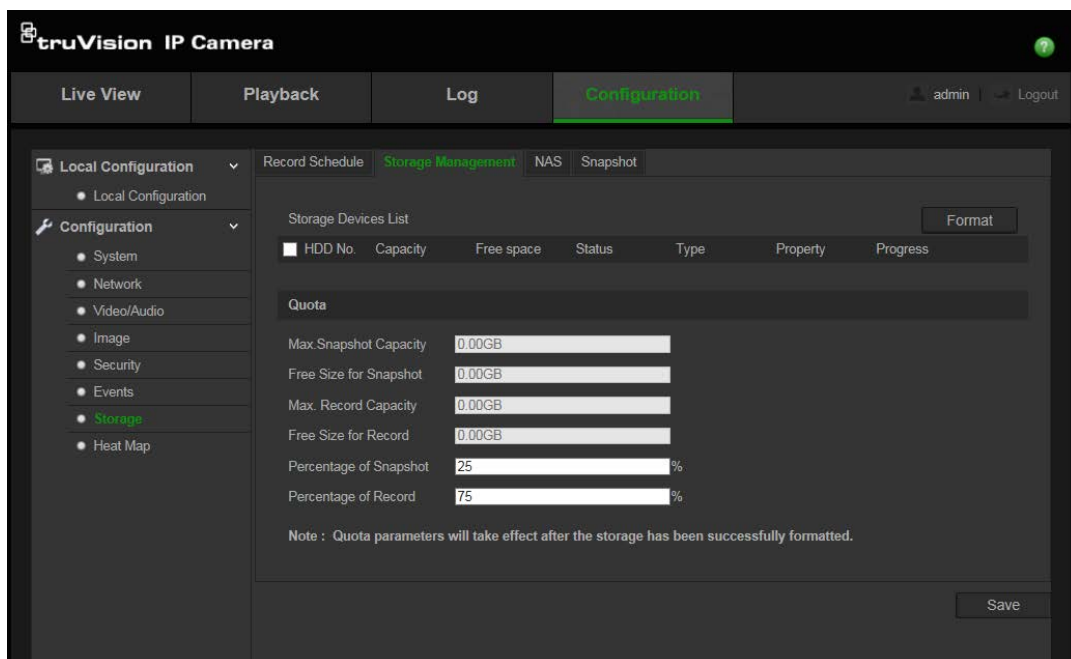 truVision IP Camera
?
Live View Playback Log Configuration admin | Logout
Local Configuration
Local Configuration
Configuration
System
Network
Video/Audio
Image
Security
Events
Storage
Heat Map
Record Schedule Storage Management NAS Snapshot
Storage Devices List Format
HDD No. Capacity Free space Status Type Property Progress
Quota
Max.Snapshot Capacity 0.00GB
Free Size for Snapshot 0.00GB
Max. Record Capacity 0.00GB
Free Size for Record 0.00GB
Percentage of Snapshot 25 %
Percentage of Record 75 %
Note : Quota parameters will take effect after the storage has been successfully formatted.
Save